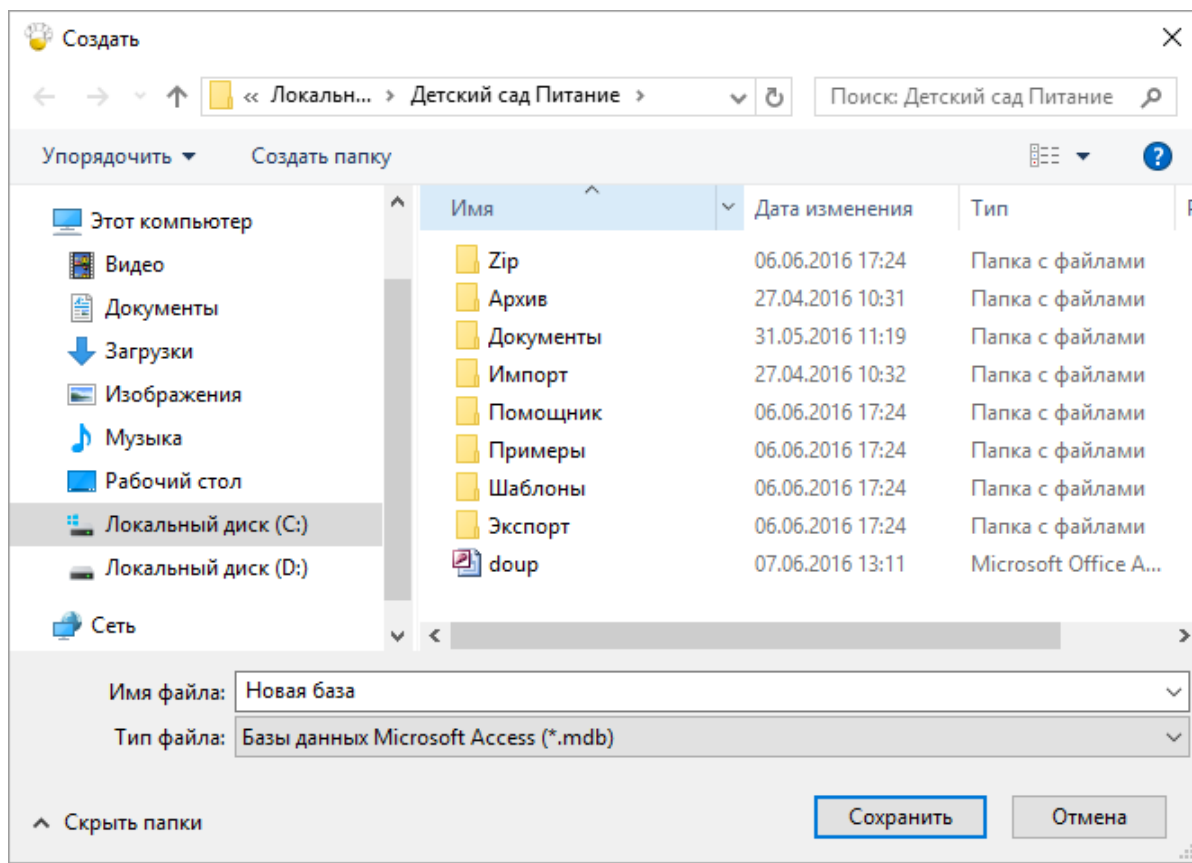 Создать
« Локальн... › Детский сад Питание ›
Поиск: Детский сад Питание
Упорядочить Создать папку ?
Имя Дата изменения Тип
Этот компьютер
Видео
Документы
Загрузки
Изображения
Музыка
Рабочий стол
Локальный диск (C:)
Локальный диск (D:)
Сеть
Zip 06.06.2016 17:24 Папка с файлами
Архив 27.04.2016 10:31 Папка с файлами
Документы 31.05.2016 11:19 Папка с файлами
Импорт 27.04.2016 10:32 Папка с файлами
Помощник 06.06.2016 17:24 Папка с файлами
Примеры 06.06.2016 17:24 Папка с файлами
Шаблоны 06.06.2016 17:24 Папка с файлами
Экспорт 06.06.2016 17:24 Папка с файлами
doup 07.06.2016 13:11 Microsoft Office A...
Имя файла: Новая база
Тип файла: Базы данных Microsoft Access (*.mdb)
Скрыть папки Сохранить Отмена